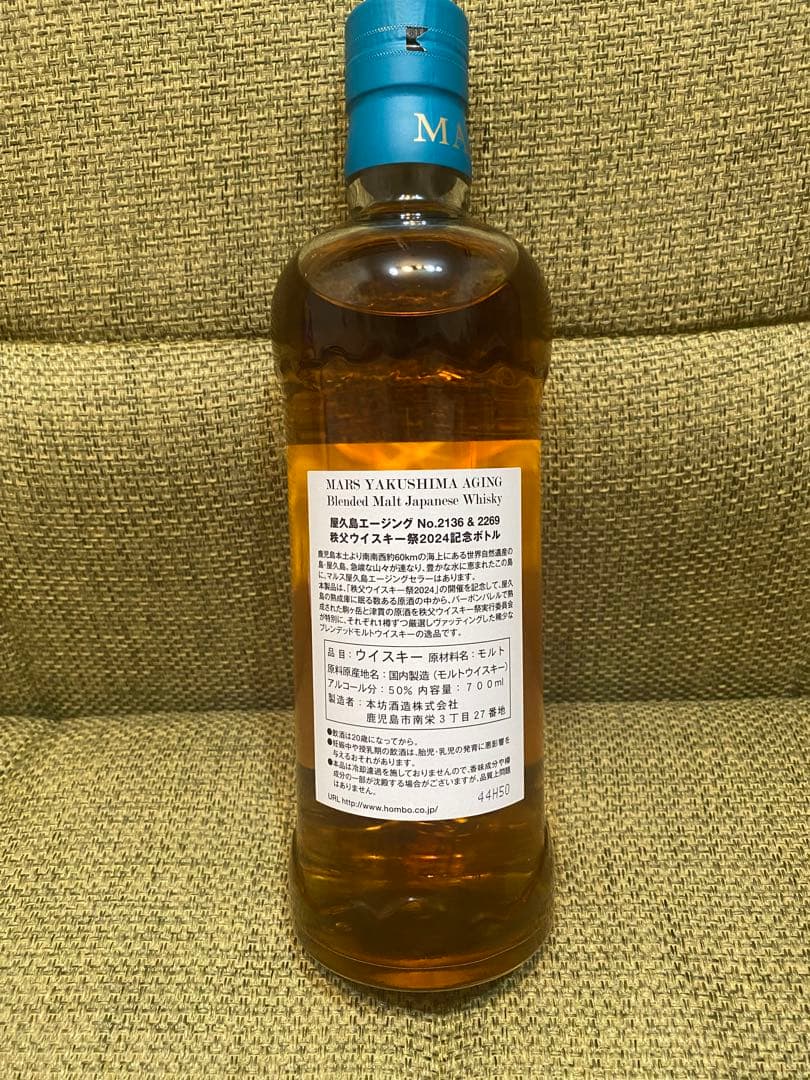 MA
MARS YAKUSHIMA AGING
Blended Malt Japanese Whisky
屋久島エージング No.2136 & 2269
秩父ウイスキー祭2024記念ボトル
鹿児島本土より南南西約60kmの海上にある世界自然遺産の
島・屋久島。急峻な山々が連なり、豊かな水に恵まれたこの島
に、マルス屋久島エージングセラーはあります。
本製品は、「秩父ウイスキー祭2024」の開催を記念して、屋久
島の熟成庫に眠る数ある原酒の中から、バーボンバレルで熟
成された駒ヶ岳と津貫の原酒を秩父ウイスキー祭実行委員会
が特別に、それぞれ1樽ずつ厳選しヴァッティングした稀少な
ブレンデッドモルトウイスキーの逸品です。
品目：ウイスキー 原材料名：モルト
原料原産地名：国内製造（モルトウイスキー）
アルコール分：50% 内容量：700ml
製造者：本坊酒造株式会社
鹿児島市南栄3丁目27番地
●飲酒は20歳になってから。
●妊娠中や授乳期の飲酒は、胎児・乳児の発育に悪影響を
与えるおそれがあります。
●本品は冷却濾過を施しておりませんので、香味成分や樽
成分の一部が沈殿する場合がございますが、品質上問題
はありません。
URL http://www.hombo.co.jp/
44H50